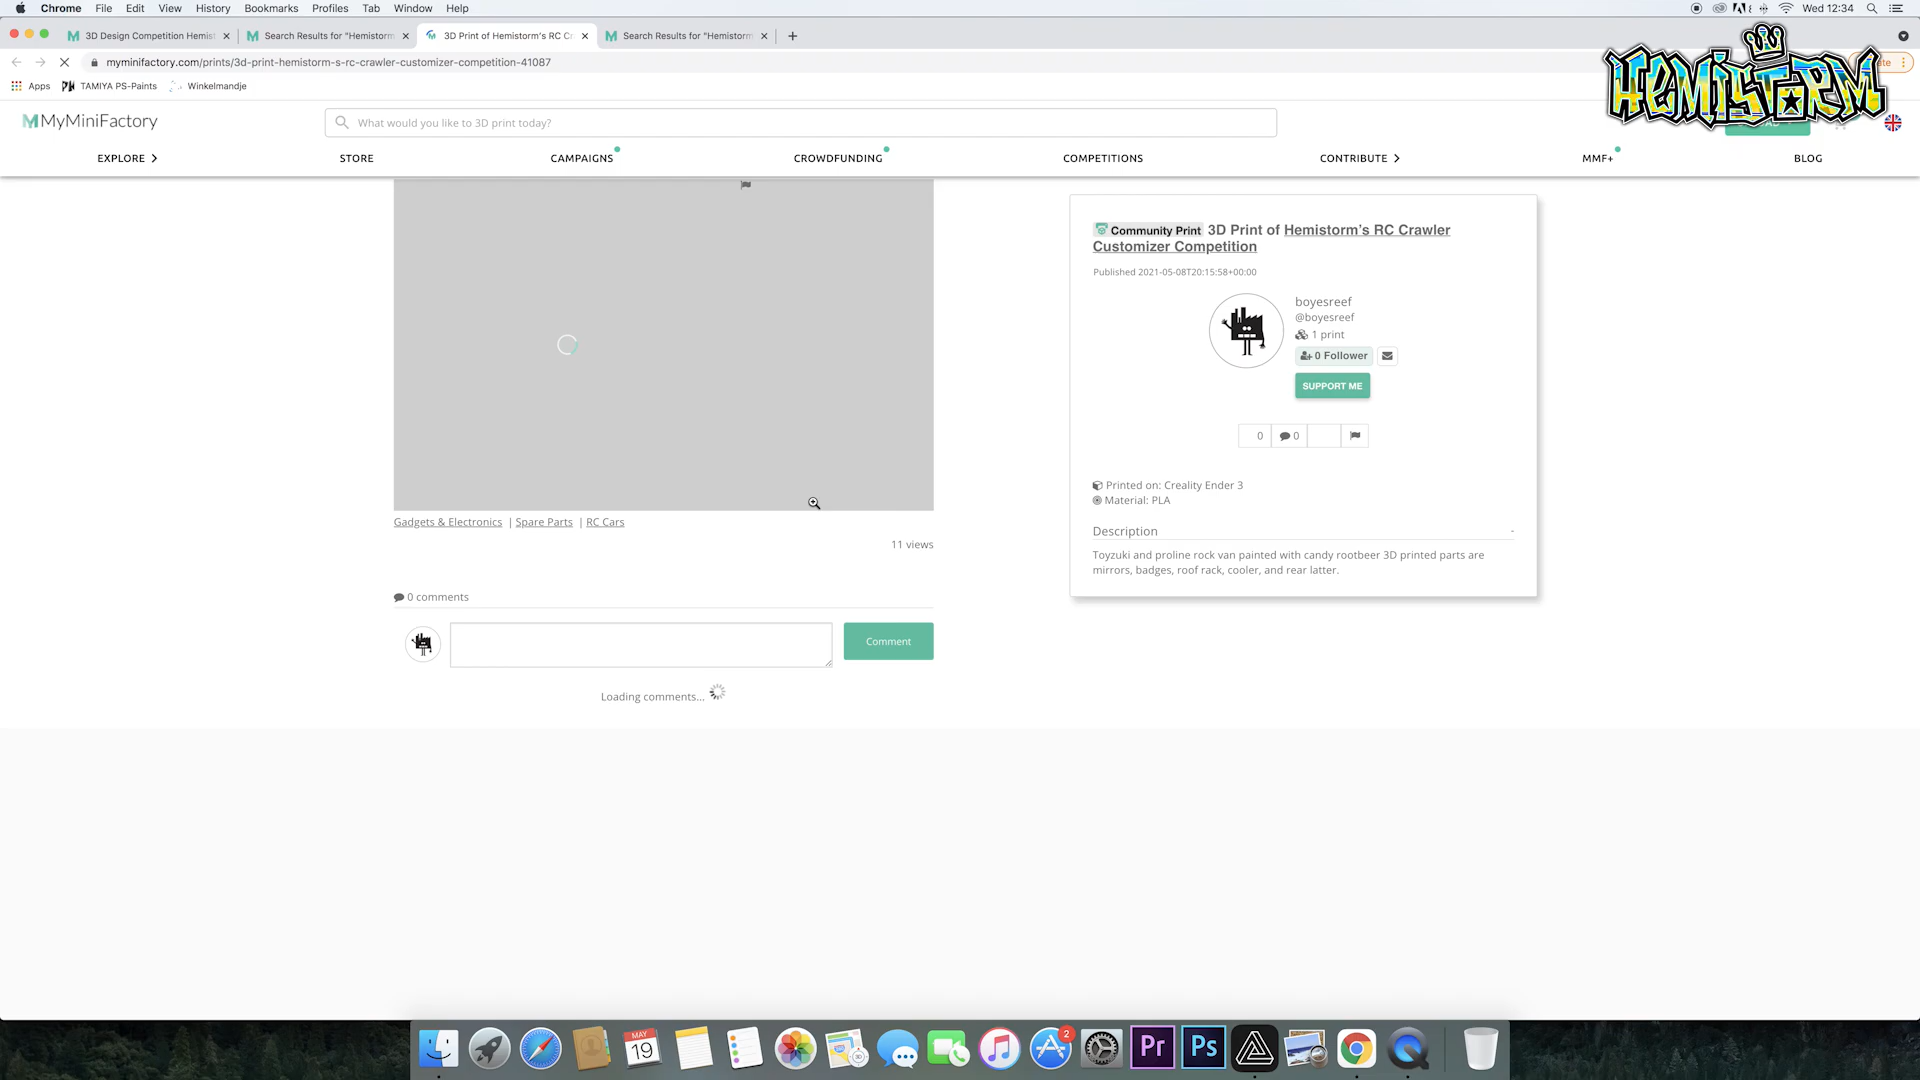 Chrome File Edit View History Bookmarks Profiles Tab Window Help
Wed 12:34
3D Design Competition Hemist
Search Results for "Hemistorm
3D Print of Hemistorm's RC C
Search Results for "Hemistorm
myminifactory.com/prints/3d-print-hemistorm-s-rc-crawler-customizer-competition-41087
Apps TAMIYA PS-Paints Winkelmandje
HEMISTORM
MyMiniFactory
What would you like to 3D print today?
EXPLORE STORE CAMPAIGNS CROWDFUNDING COMPETITIONS CONTRIBUTE MMF+ BLOG
Community Print 3D Print of Hemistorm's RC Crawler
Customizer Competition
Published 2021-05-08T20:15:58+00:00
boyesreef
@boyesreef
1 print
0 Follower
SUPPORT ME
0 0
Printed on: Creality Ender 3
Material: PLA
Description -
Toyzuki and proline rock van painted with candy rootbeer 3D printed parts are
mirrors, badges, roof rack, cooler, and rear latter.
Gadgets & Electronics | Spare Parts | RC Cars
11 views
0 comments
Comment
Loading comments...
MAY
19
2
Pr
Ps